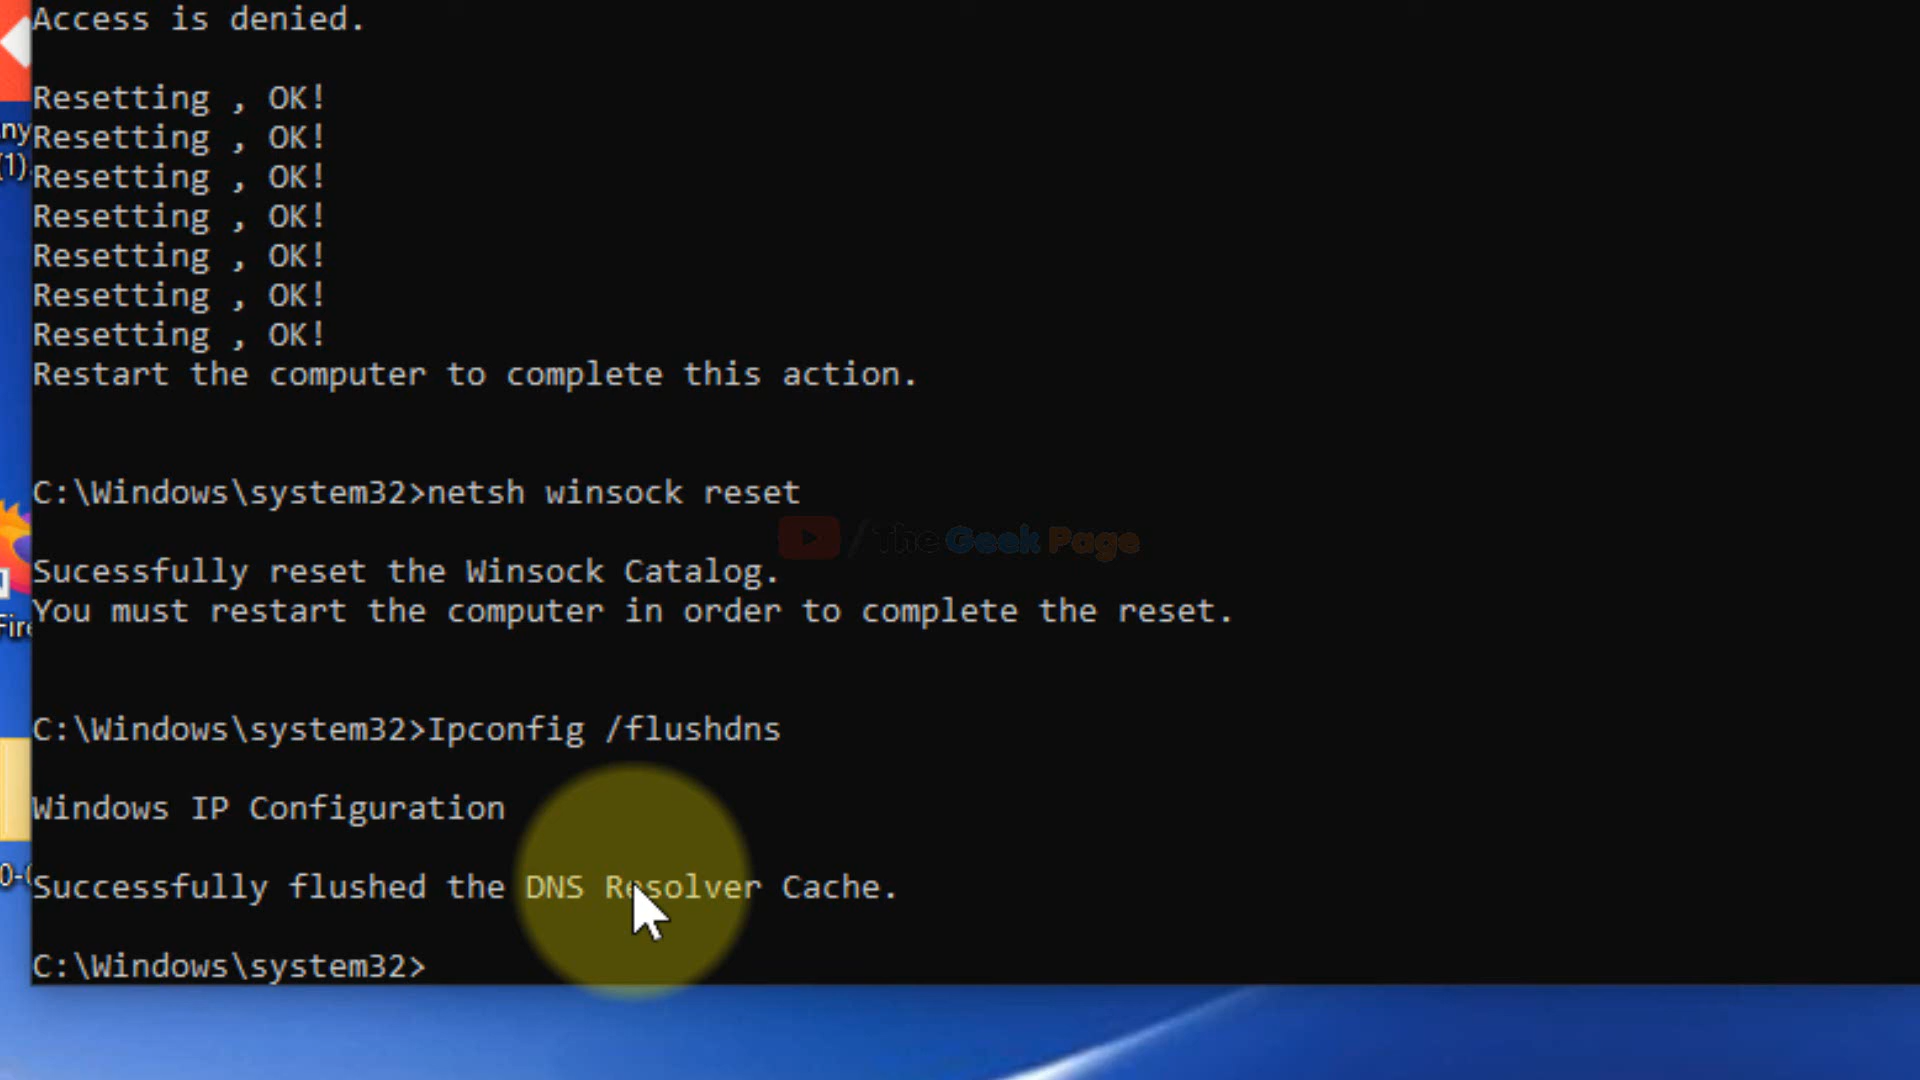 Access is denied.
Resetting , OK!
Resetting , OK!
Resetting , OK!
Resetting , OK!
Resetting , OK!
Resetting , OK!
Resetting , OK!
Restart the computer to complete this action.
C:\Windows\system32>netsh winsock reset
/The Geek Page
Sucessfully reset the Winsock Catalog.
You must restart the computer in order to complete the reset.
C:\Windows\system32>Ipconfig /flushdns
Windows IP Configuration
Successfully flushed the DNS Resolver Cache.
C:\Windows\system32>